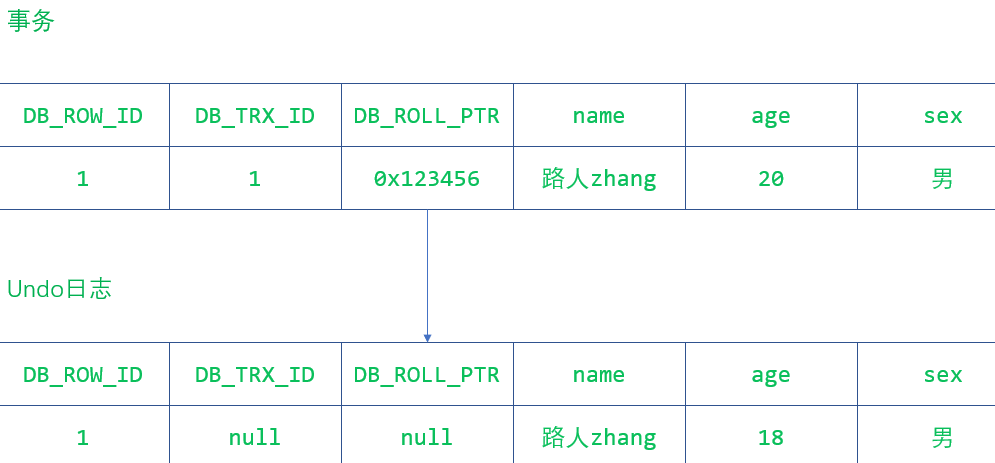 事务
DB_ROW_ID DB_TRX_ID DB_ROLL_PTR name age sex
1 1 0x123456 路人zhang 20 男
Undo日志
DB_ROW_ID DB_TRX_ID DB_ROLL_PTR name age sex
1 null null 路人zhang 18 男